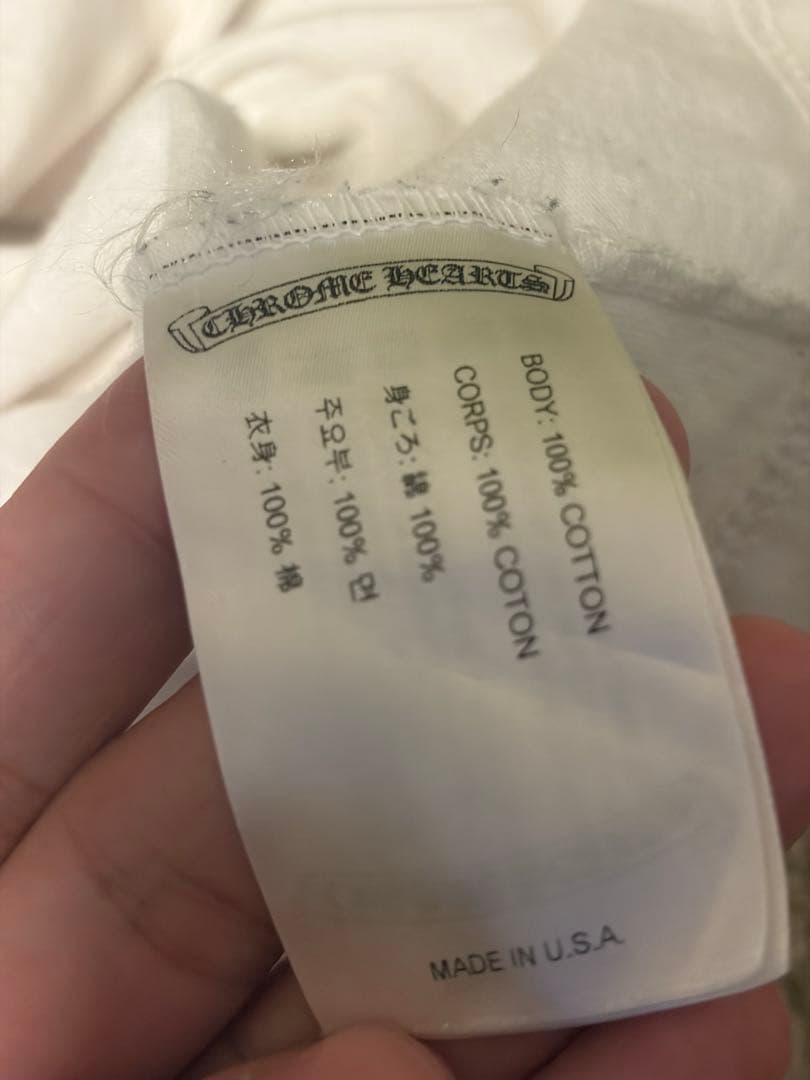 CHROME HEARTS
BODY: 100% COTTON
CORPS: 100% COTON
身ごろ: 綿 100%
주요부: 100% 면
衣身: 100% 棉
MADE IN U.S.A.